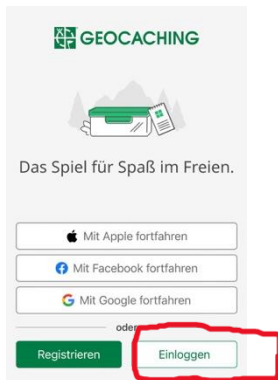 GEOCACHING
Das Spiel für Spaß im Freien.
Mit Apple fortfahren
Mit Facebook fortfahren
Mit Google fortfahren
oder
Registrieren
Einloggen